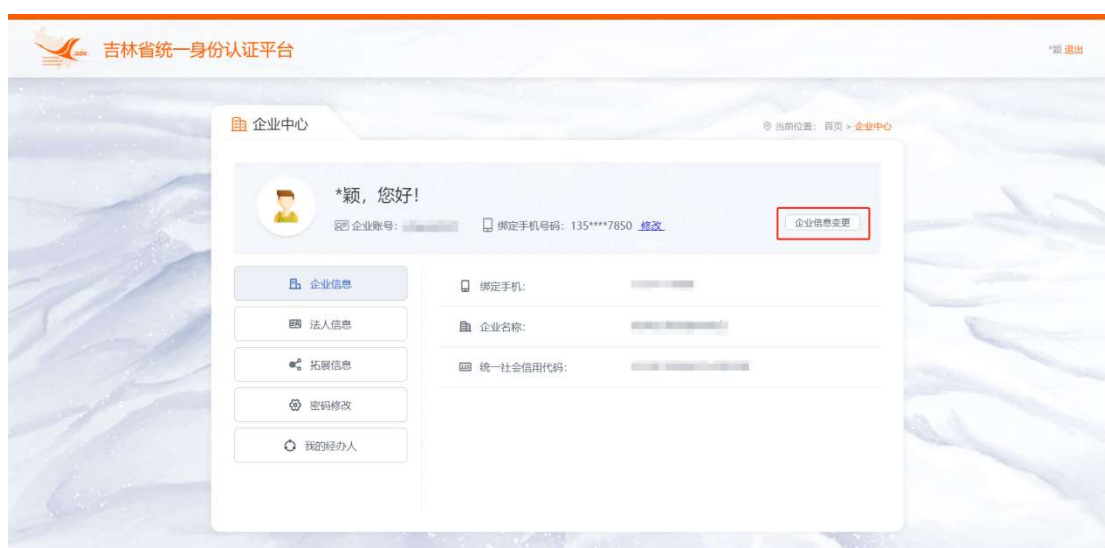 .GOV 吉林省统一身份认证平台
*颖 退出
企业中心
当前位置: 首页 > 企业中心
*颖，您好!
企业账号:
绑定手机号码: 135****7850 修改
企业信息变更
企业信息
绑定手机:
法人信息
企业名称:
拓展信息
统一社会信用代码:
密码修改
我的经办人